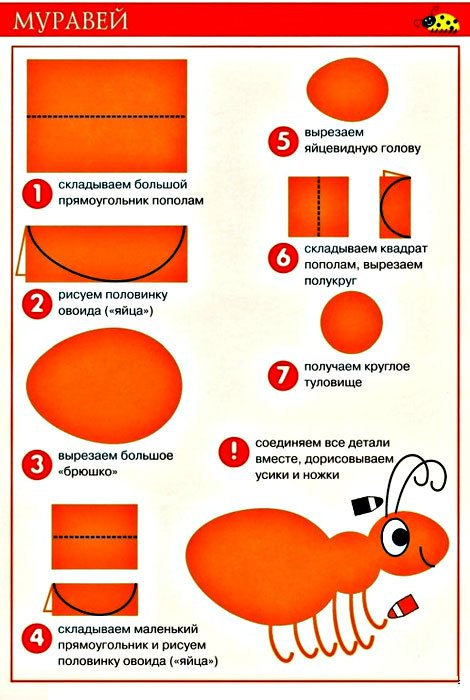 МУРАВЕЙ
1 складываем большой
прямоугольник пополам
2 рисуем половинку
овоида («яйца»)
3 вырезаем большое
«брюшко»
4 складываем маленький
прямоугольник и рисуем
половинку овоида («яйца»)
5 вырезаем
яйцевидную голову
6 складываем квадрат
пополам, вырезаем
полукруг
7 получаем круглое
туловище
! соединяем все детали
вместе, дорисовываем
усики и ножки